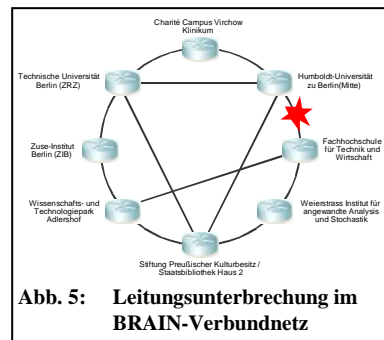 Charité Campus Virchow
Klinikum
Technische Universität
Berlin (ZRZ)
Humboldt-Universität
zu Berlin(Mitte)
Zuse-Institut
Berlin (ZIB)
Fachhochschule
für Technik und
Wirtschaft
Wissenschafts- und
Technologiepark
Adlershof
Weierstrass Institut für
angewandte Analysis
und Stochastik
Stiftung Preußischer Kulturbesitz /
Staatsbibliothek Haus 2
Abb. 5: Leitungsunterbrechung im
BRAIN-Verbundnetz